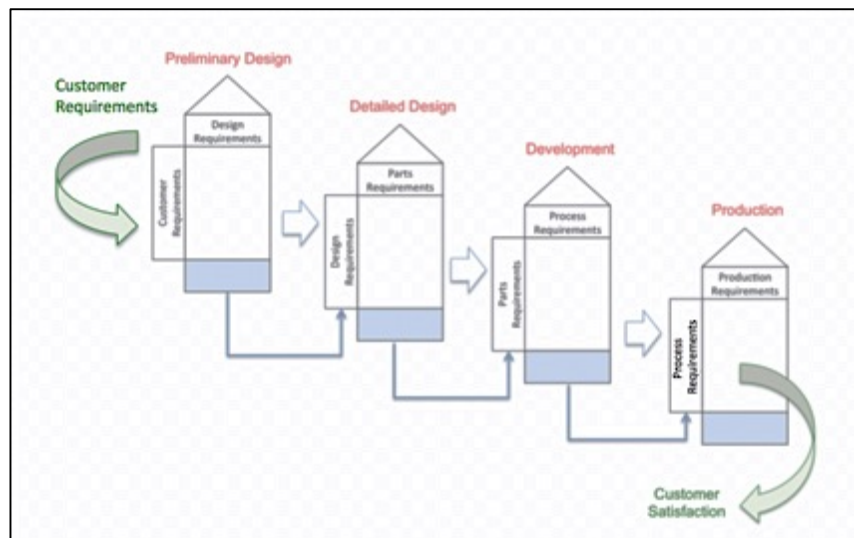 Preliminary Design
Customer
Requirements
Design
Requirements
Customer
Requirements
Detailed Design
Parts
Requirements
Design
Requirements
Development
Process
Requirements
Parts
Requirements
Production
Production
Requirements
Process
Requirements
Customer
Satisfaction